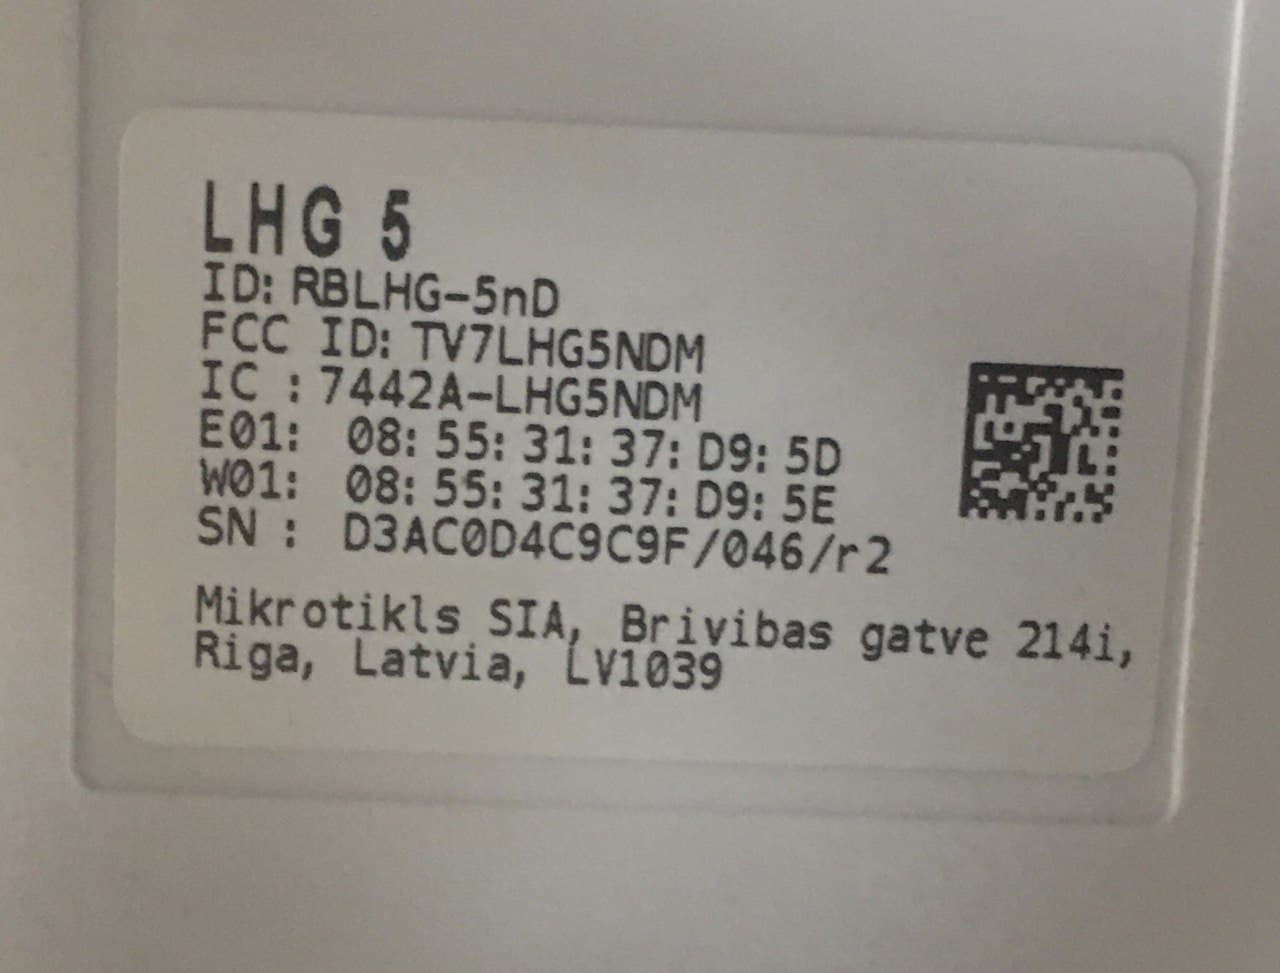 LHG 5
ID: RBLHG-5nD
FCC ID: TV7LHG5NDM
IC : 7442A-LHG5NDM
E01: 08: 55: 31: 37: D9: 5D
W01: 08: 55: 31: 37: D9: 5E
SN : D3AC0D4C9C9F/046/r2
Mikrotikls SIA, Brivibas gatve 214i,
Riga, Latvia, LV1039